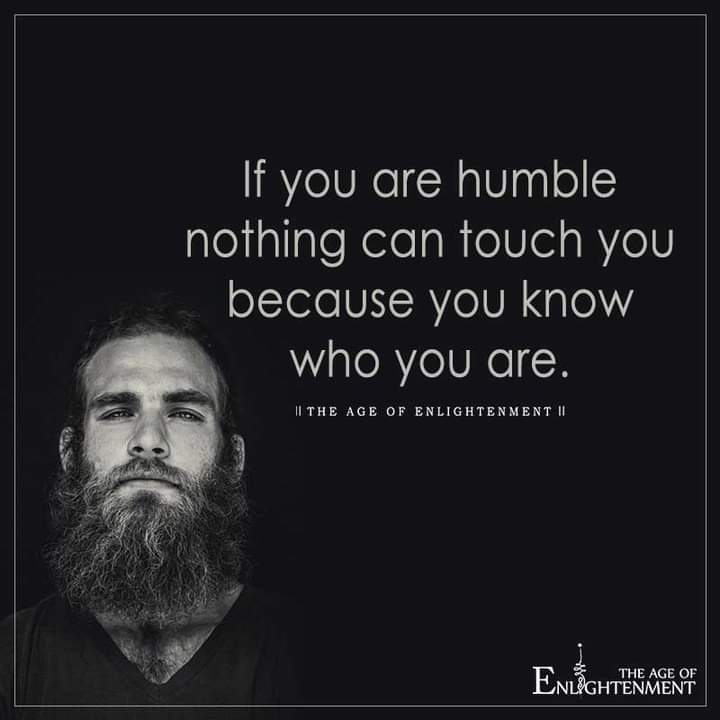 If you are humble
nothing can touch you
because you know
who you are.
|| THE AGE OF ENLIGHTENMENT ||
THE AGE OF
ENLIGHTENMENT